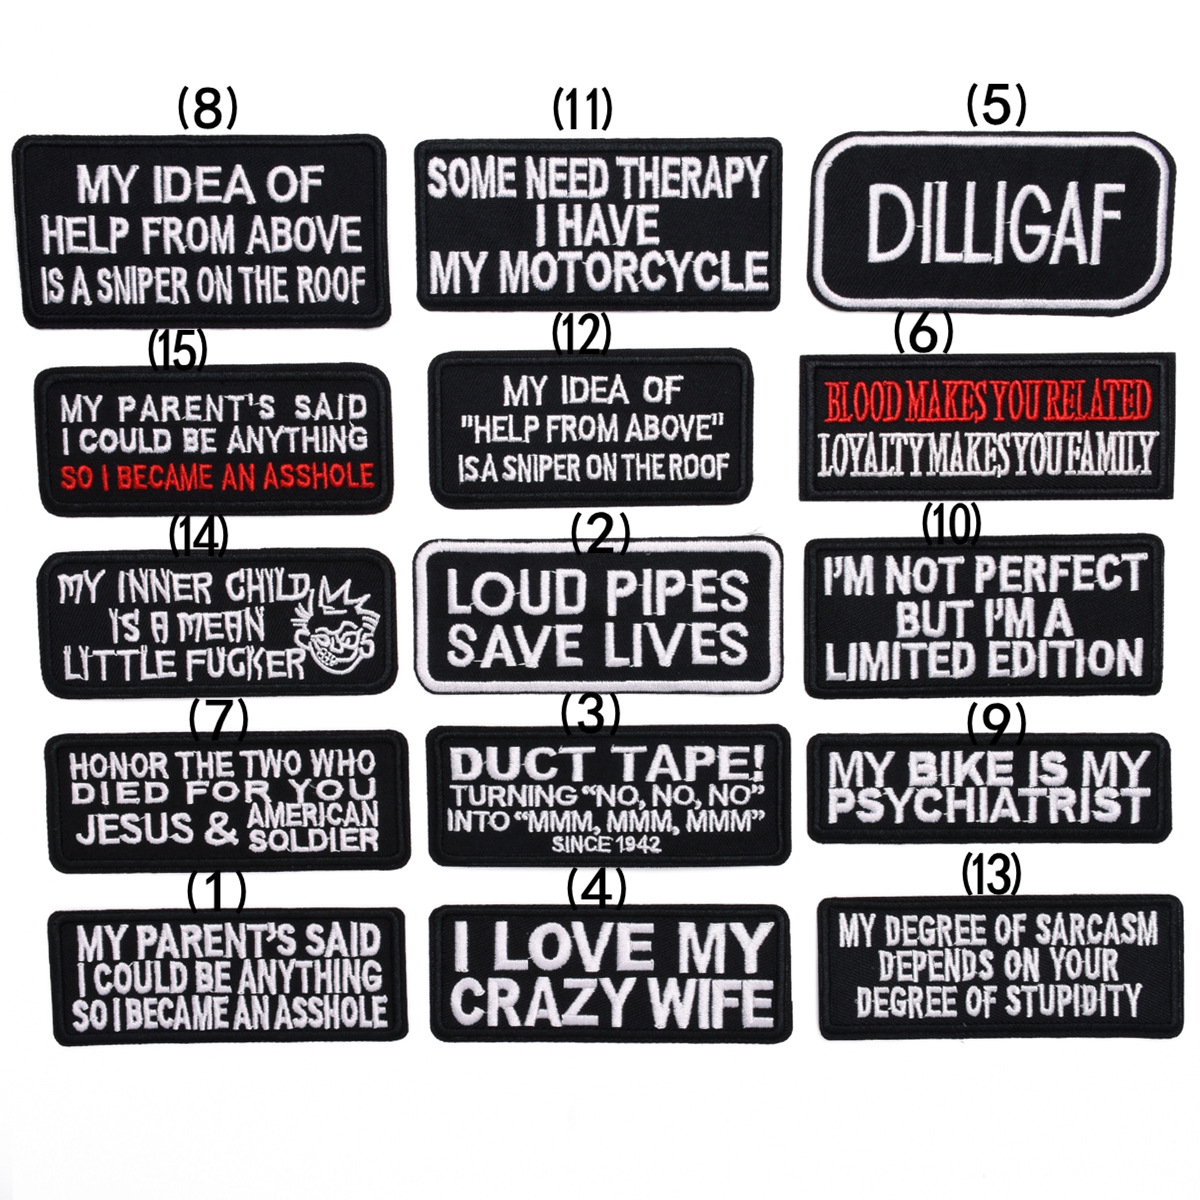 (8)
MY IDEA OF
HELP FROM ABOVE
IS A SNIPER ON THE ROOF
(11)
SOME NEED THERAPY
I HAVE
MY MOTORCYCLE
(5)
DILLIGAF
(15)
MY PARENT'S SAID
I COULD BE ANYTHING
SO I BECAME AN ASSHOLE
(12)
MY IDEA OF
"HELP FROM ABOVE"
IS A SNIPER ON THE ROOF
(6)
BLOOD MAKES YOU RELATED
LOYALTY MAKES YOU FAMILY
(14)
MY INNER CHILD
IS A MEAN
LITTLE FUCKER
(2)
LOUD PIPES
SAVE LIVES
(10)
I'M NOT PERFECT
BUT I'M A
LIMITED EDITION
(7)
HONOR THE TWO WHO
DIED FOR YOU
JESUS & AMERICAN
SOLDIER
(3)
DUCT TAPE!
TURNING "NO, NO, NO"
INTO "MMM, MMM, MMM"
SINCE 1942
(9)
MY BIKE IS MY
PSYCHIATRIST
(1)
MY PARENT'S SAID
I COULD BE ANYTHING
SO I BECAME AN ASSHOLE
(4)
I LOVE MY
CRAZY WIFE
(13)
MY DEGREE OF SARCASM
DEPENDS ON YOUR
DEGREE OF STUPIDITY